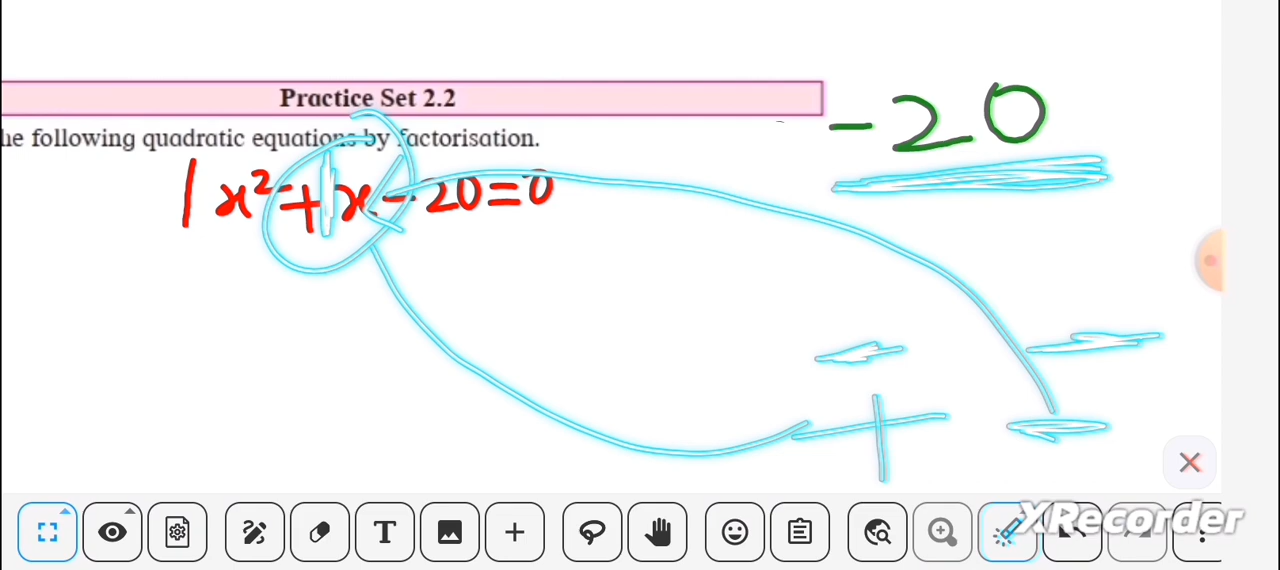 Practice Set 2.2
he following quadratic equations by factorisation.
1x²+1x-20=0
-20
- -
+ -
T
XRecorder